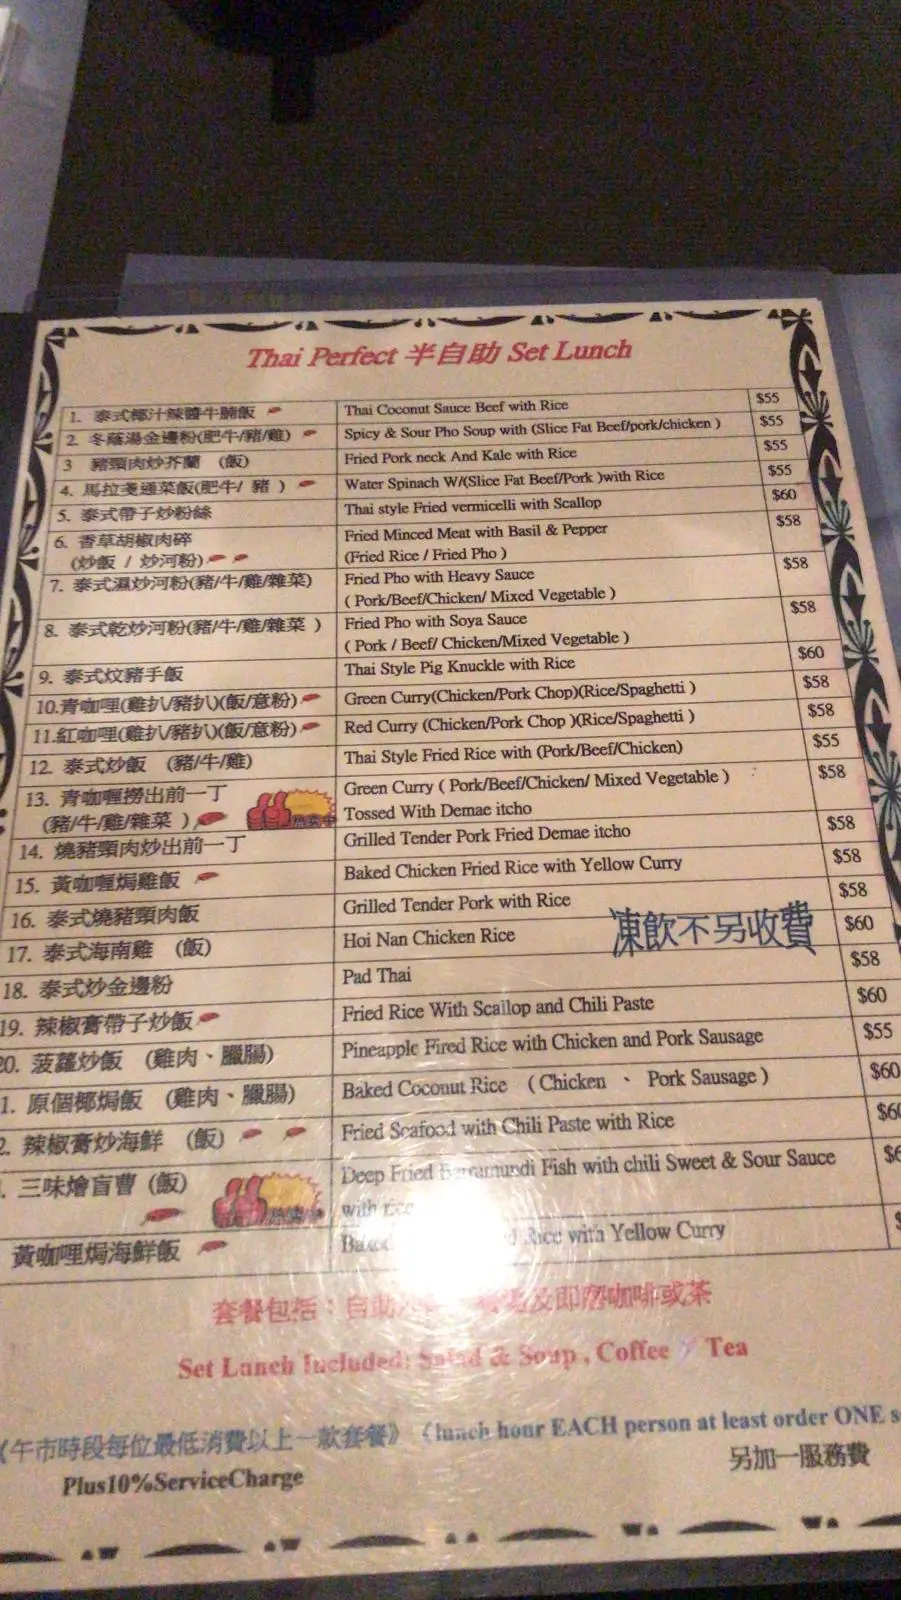 Thai Perfect 半自助 Set Lunch
1. 泰式椰汁辣醬牛腩飯 Thai Coconut Sauce Beef with Rice $55
2. 冬蔭湯金邊粉(肥牛/豬/雞) Spicy & Sour Pho Soup with (Slice Fat Beef/pork/chicken ) $55
3 豬頸肉炒芥蘭 (飯) Fried Pork neck And Kale with Rice $55
4. 馬拉盞通菜飯(肥牛/ 豬 ) Water Spinach W/(Slice Fat Beef/Pork )with Rice $55
5. 泰式帶子炒粉絲 Thai style Fried vermicelli with Scallop $60
6. 香草胡椒肉碎 Fried Minced Meat with Basil & Pepper $58
(炒飯 / 炒河粉) (Fried Rice / Fried Pho )
7. 泰式濕炒河粉(豬/牛/雞/雜菜) Fried Pho with Heavy Sauce $58
( Pork/Beef/Chicken/ Mixed Vegetable )
8. 泰式乾炒河粉(豬/牛/雞/雜菜 ) Fried Pho with Soya Sauce $58
( Pork / Beef/ Chicken/Mixed Vegetable )
9. 泰式炆豬手飯 Thai Style Pig Knuckle with Rice $60
10.青咖哩(雞扒/豬扒)(飯/意粉) Green Curry(Chicken/Pork Chop)(Rice/Spaghetti ) $58
11.紅咖哩(雞扒/豬扒)(飯/意粉) Red Curry (Chicken/Pork Chop )(Rice/Spaghetti ) $58
12. 泰式炒飯 (豬/牛/雞) Thai Style Fried Rice with (Pork/Beef/Chicken) $55
13. 青咖喱撈出前一丁 Green Curry ( Pork/Beef/Chicken/ Mixed Vegetable ) $58
(豬/牛/雞/雜菜 ) Tossed With Demae itcho
14. 燒豬頸肉炒出前一丁 Grilled Tender Pork Fried Demae itcho $58
15. 黃咖喱焗雞飯 Baked Chicken Fried Rice with Yellow Curry $58
16. 泰式燒豬頸肉飯 Grilled Tender Pork with Rice $58
17. 泰式海南雞 (飯) Hoi Nan Chicken Rice $60
凍飲不另收費
18. 泰式炒金邊粉 Pad Thai $58
19. 辣椒膏帶子炒飯 Fried Rice With Scallop and Chili Paste $60
20. 菠蘿炒飯 (雞肉、臘腸) Pineapple Fired Rice with Chicken and Pork Sausage $55
1. 原個椰焗飯 (雞肉、臘腸) Baked Coconut Rice (Chicken 、 Pork Sausage ) $60
2. 辣椒膏炒海鮮 (飯) Fried Seafood with Chili Paste with Rice
. 三味燴盲曹 (飯) Deep Fried Barramundi Fish with chili Sweet & Sour Sauce
with rice
黃咖哩焗海鮮飯 Baked Rice with Yellow Curry
套餐包括：自助 及即磨咖啡或茶
Set Lunch Included: Salad & Soup , Coffee Tea
《午市時段每位最低消費以上一款套餐》《lunch hour EACH person at least order ONE
Plus10%ServiceCharge 另加一服務費